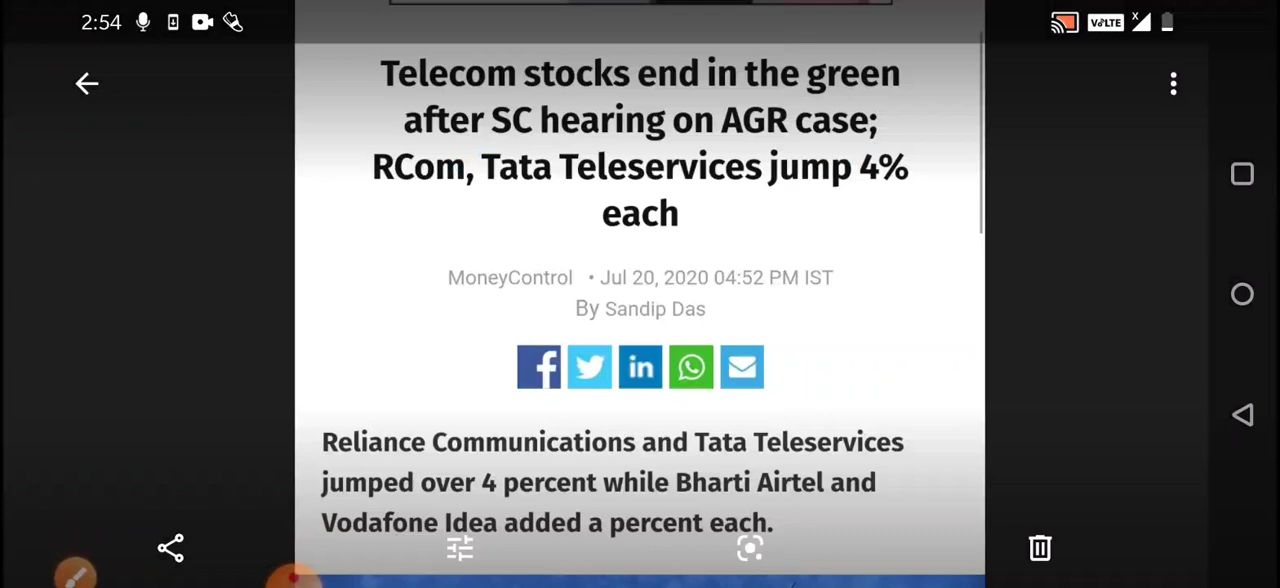 2:54
VoLTE
x
Telecom stocks end in the green
after SC hearing on AGR case;
RCom, Tata Teleservices jump 4%
each
MoneyControl • Jul 20, 2020 04:52 PM IST
By Sandip Das
f
in
Reliance Communications and Tata Teleservices
jumped over 4 percent while Bharti Airtel and
Vodafone Idea added a percent each.